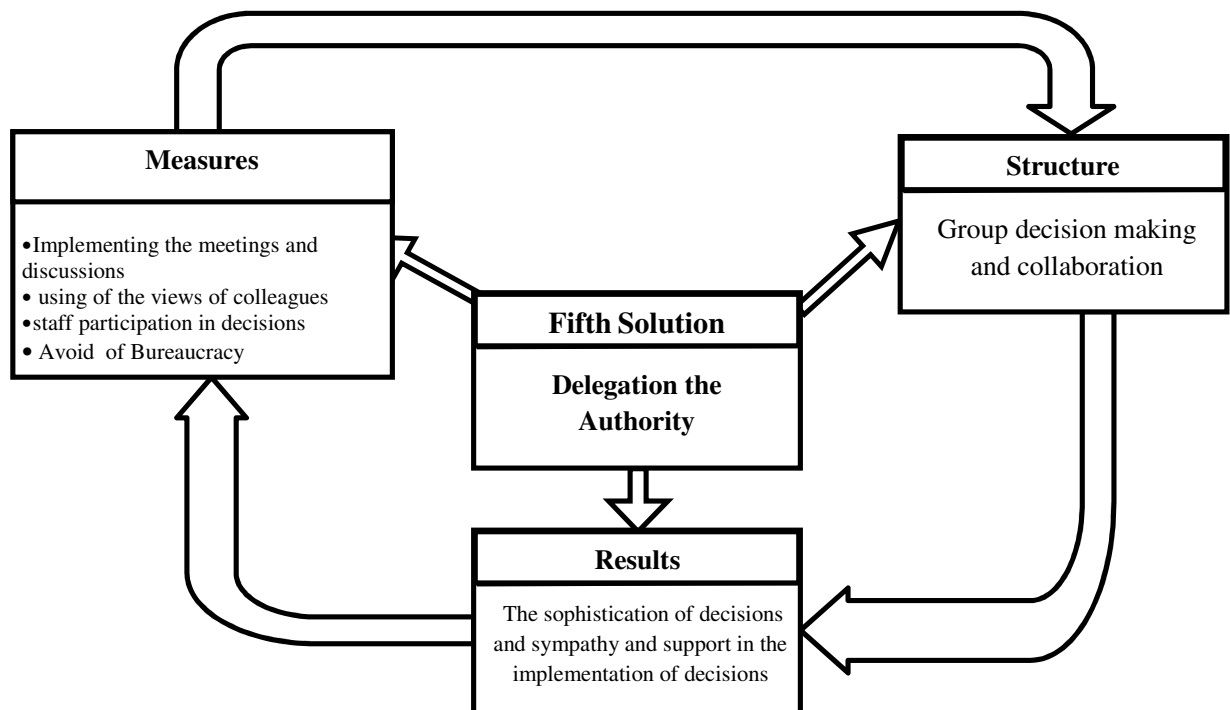 Measures
•Implementing the meetings and
discussions
• using of the views of colleagues
•staff participation in decisions
• Avoid of Bureaucracy
Structure
Group decision making
and collaboration
Fifth Solution
Delegation the
Authority
Results
The sophistication of decisions
and sympathy and support in the
implementation of decisions